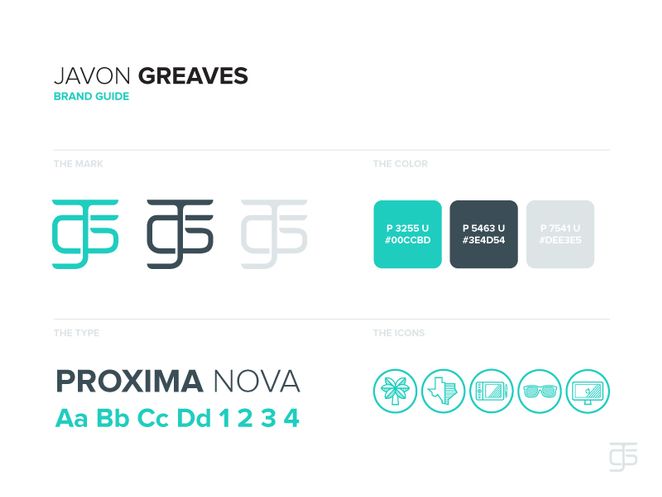 JAVON GREAVES
BRAND GUIDE
THE MARK
THE COLOR
P 3255 U
#00CCBD
P 5463 U
#3E4D54
P 7541 U
#DEE3E5
THE TYPE
PROXIMA NOVA
Aa Bb Cc Dd 1 2 3 4
THE ICONS